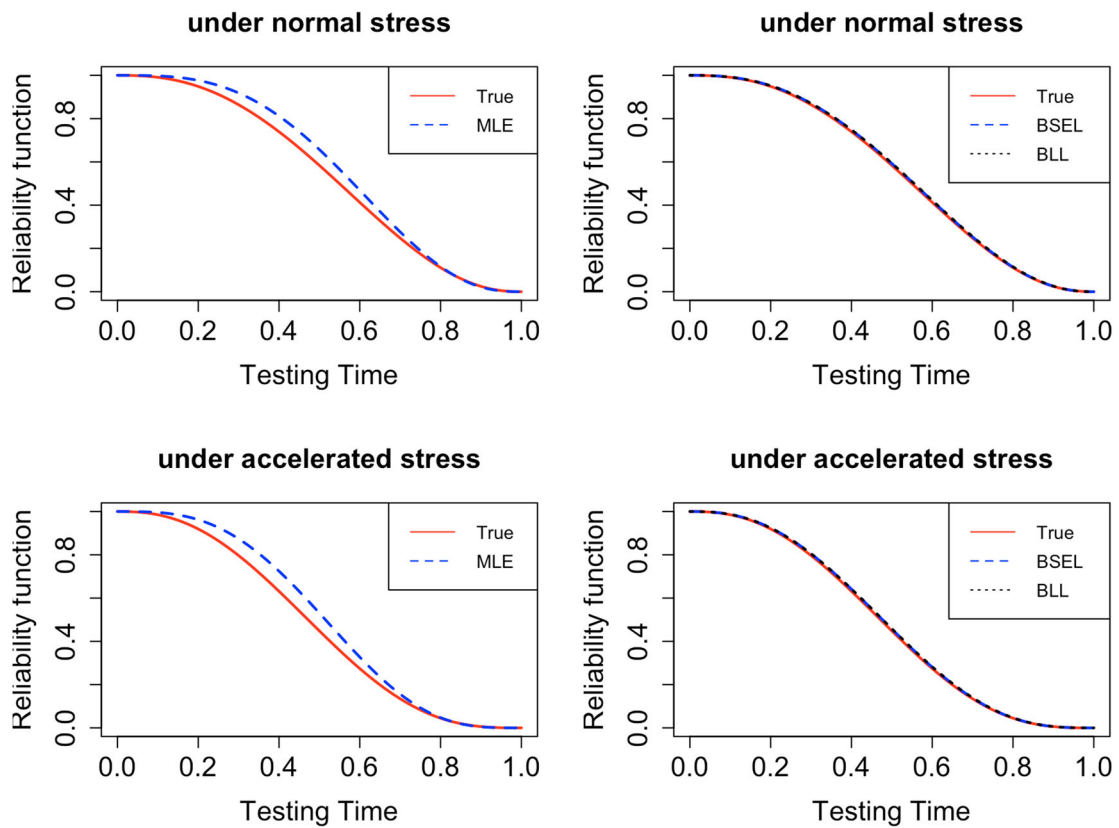 under normal stress
Reliability function
0.0 0.4 0.8
True
MLE
0.0 0.2 0.4 0.6 0.8 1.0
Testing Time
under normal stress
Reliability function
0.0 0.4 0.8
True
BSEL
BLL
0.0 0.2 0.4 0.6 0.8 1.0
Testing Time
under accelerated stress
Reliability function
0.0 0.4 0.8
True
MLE
0.0 0.2 0.4 0.6 0.8 1.0
Testing Time
under accelerated stress
Reliability function
0.0 0.4 0.8
True
BSEL
BLL
0.0 0.2 0.4 0.6 0.8 1.0
Testing Time